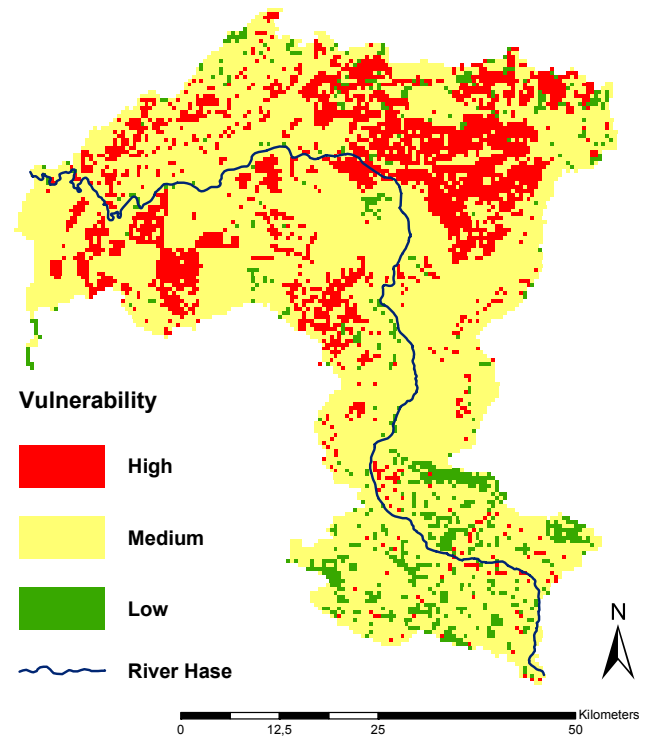 Vulnerability
High
Medium
Low
River Hase
N
Kilometers
0 12,5 25 50